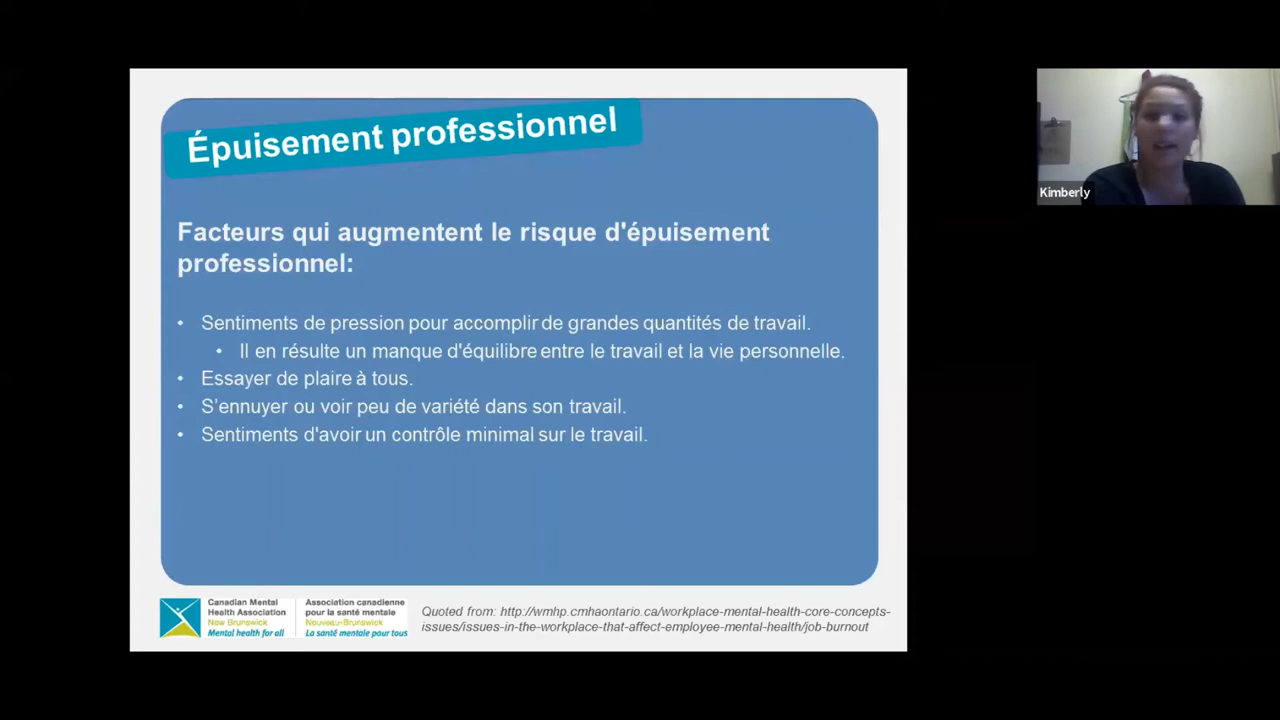 Épuisement professionnel
Facteurs qui augmentent le risque d'épuisement
professionnel:
• Sentiments de pression pour accomplir de grandes quantités de travail.
• Il en résulte un manque d'équilibre entre le travail et la vie personnelle.
• Essayer de plaire à tous.
• S’ennuyer ou voir peu de variété dans son travail.
• Sentiments d'avoir un contrôle minimal sur le travail.
Canadian Mental
Health Association
New Brunswick
Mental health for all
Association canadienne
pour la santé mentale
Nouveau-Brunswick
La santé mentale pour tous
Quoted from: http://wmhp.cmhaontario.ca/workplace-mental-health-core-concepts-
issues/issues-in-the-workplace-that-affect-employee-mental-health/job-burnout
Kimberly